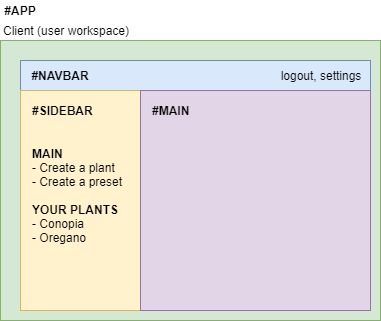 #APP
Client (user workspace)
#NAVBAR
logout, settings
#SIDEBAR
#MAIN
MAIN
- Create a plant
- Create a preset
YOUR PLANTS
- Conopia
- Oregano